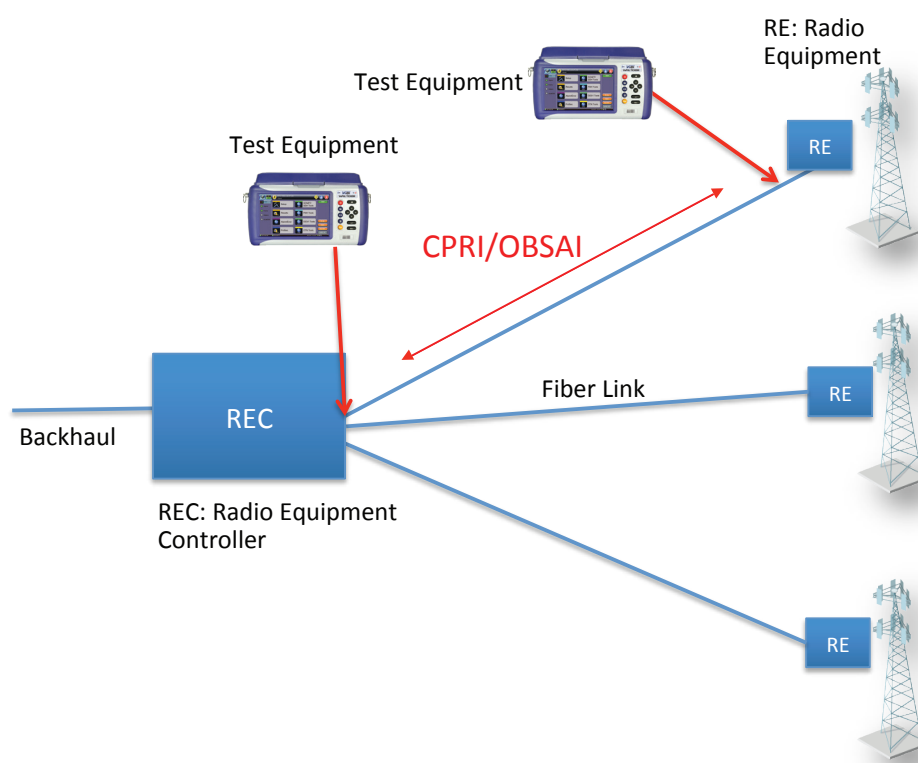 RE: Radio
Equipment
Test Equipment
RE
Test Equipment
CPRI/OBSAI
Fiber Link
RE
REC
Backhaul
REC: Radio Equipment
Controller
RE